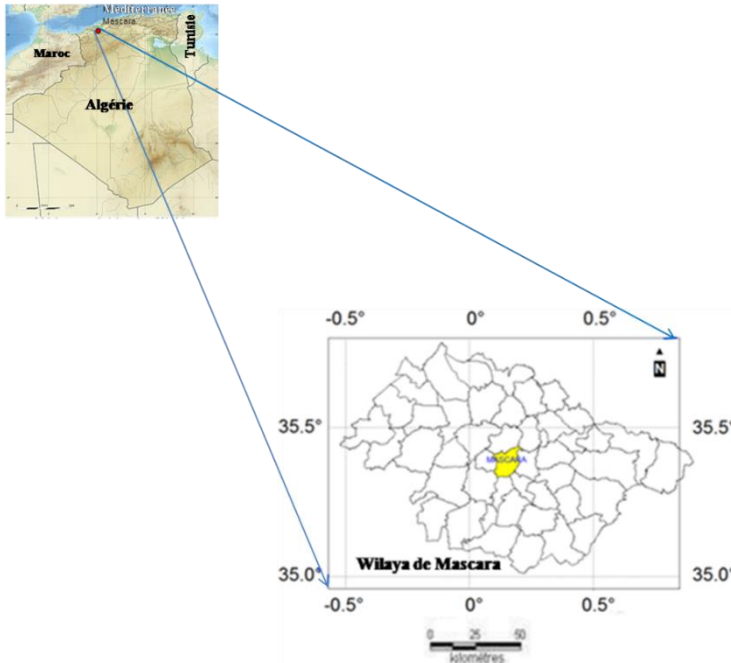 Méditerranée
Mascara
Maroc
Tunisie
Algérie
-0.5° 0° 0.5°
N
35.5° 35.5°
MASCARA
Wilaya de Mascara
35.0° 35.0°
-0.5° 0° 0.5°
0 25 50
kilométres